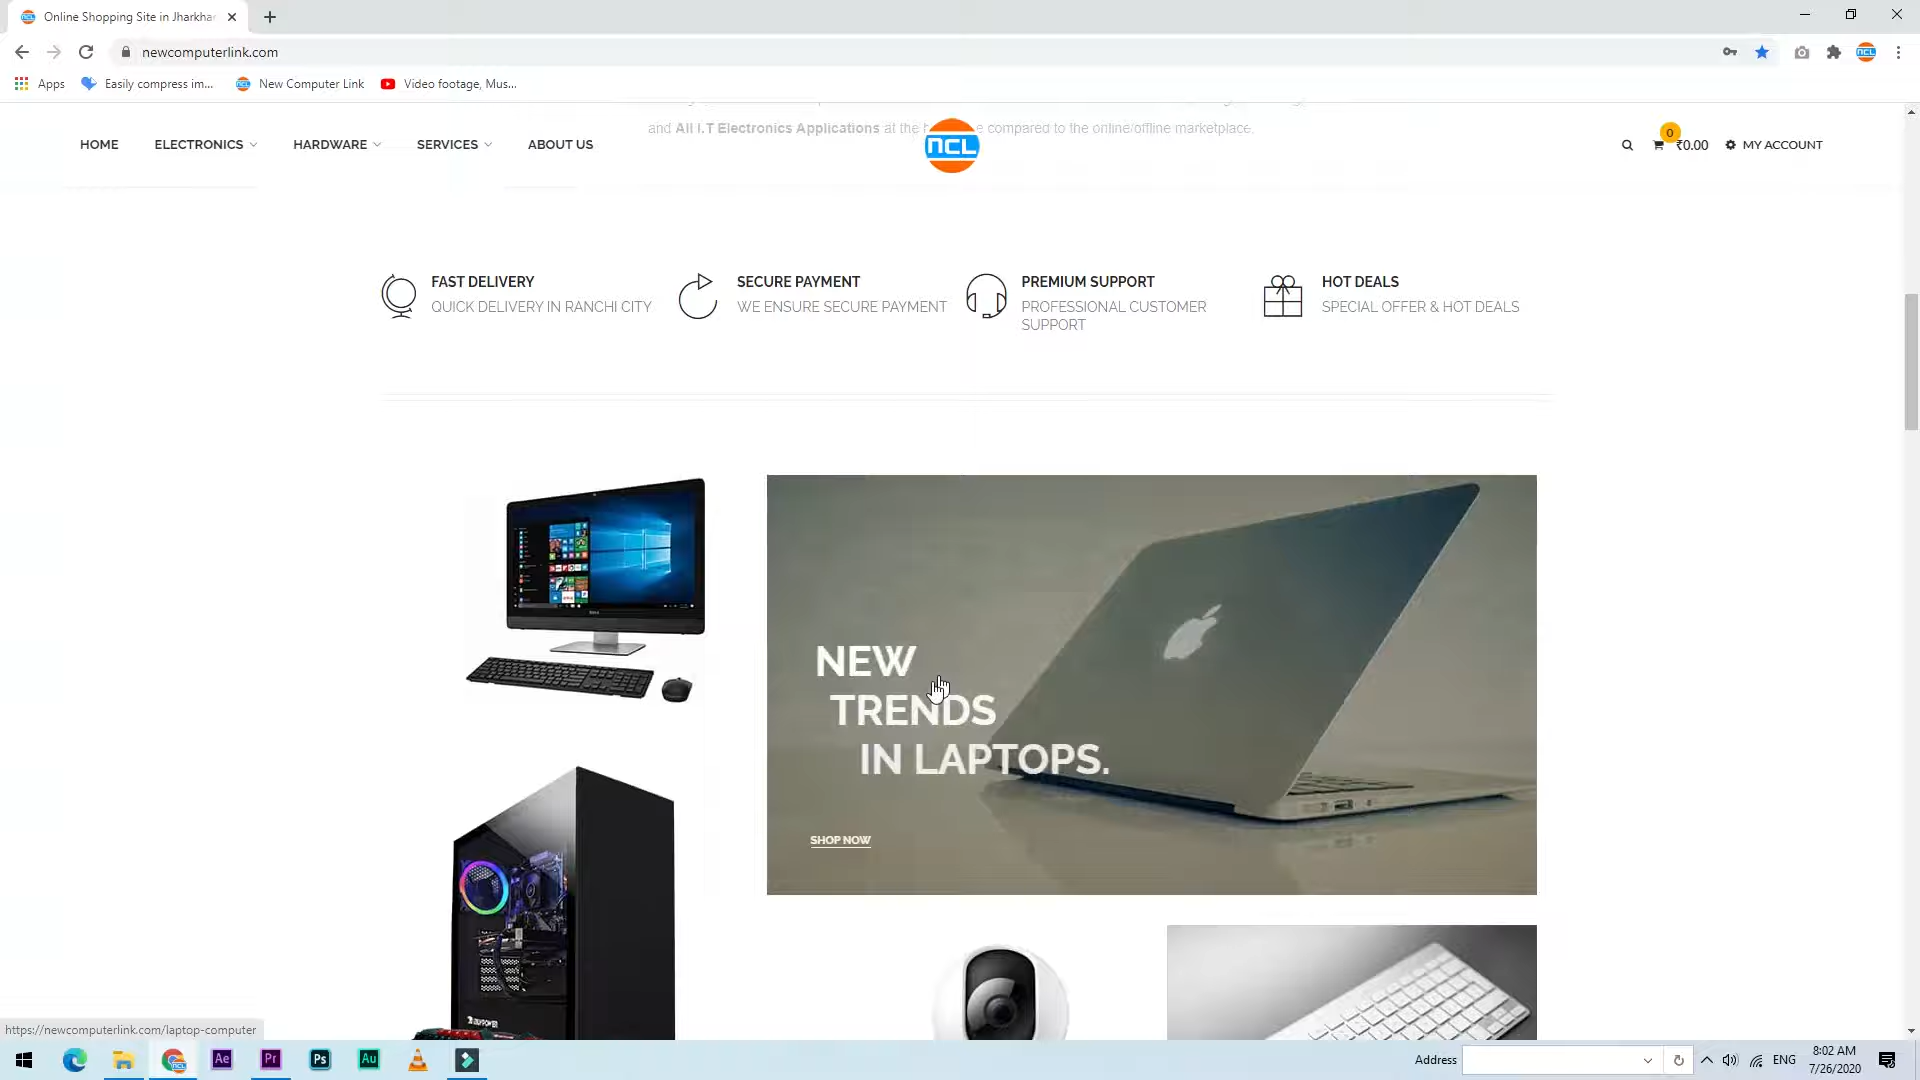 Online Shopping Site in Jharkhar
newcomputerlink.com
Apps
Easily compress im...
New Computer Link
Video footage, Mus...
and All I.T Electronics Applications at the
compared to the online/offline marketplace.
HOME
ELECTRONICS
HARDWARE
SERVICES
ABOUT US
NCL
0
₹0.00
MY ACCOUNT
FAST DELIVERY
QUICK DELIVERY IN RANCHI CITY
SECURE PAYMENT
WE ENSURE SECURE PAYMENT
PREMIUM SUPPORT
PROFESSIONAL CUSTOMER
SUPPORT
HOT DEALS
SPECIAL OFFER & HOT DEALS
NEW
TRENDS
IN LAPTOPS.
SHOP NOW
https://newcomputerlink.com/laptop-computer
Ae
Pr
Ps
Au
Address
ENG
8:02 AM
7/26/2020